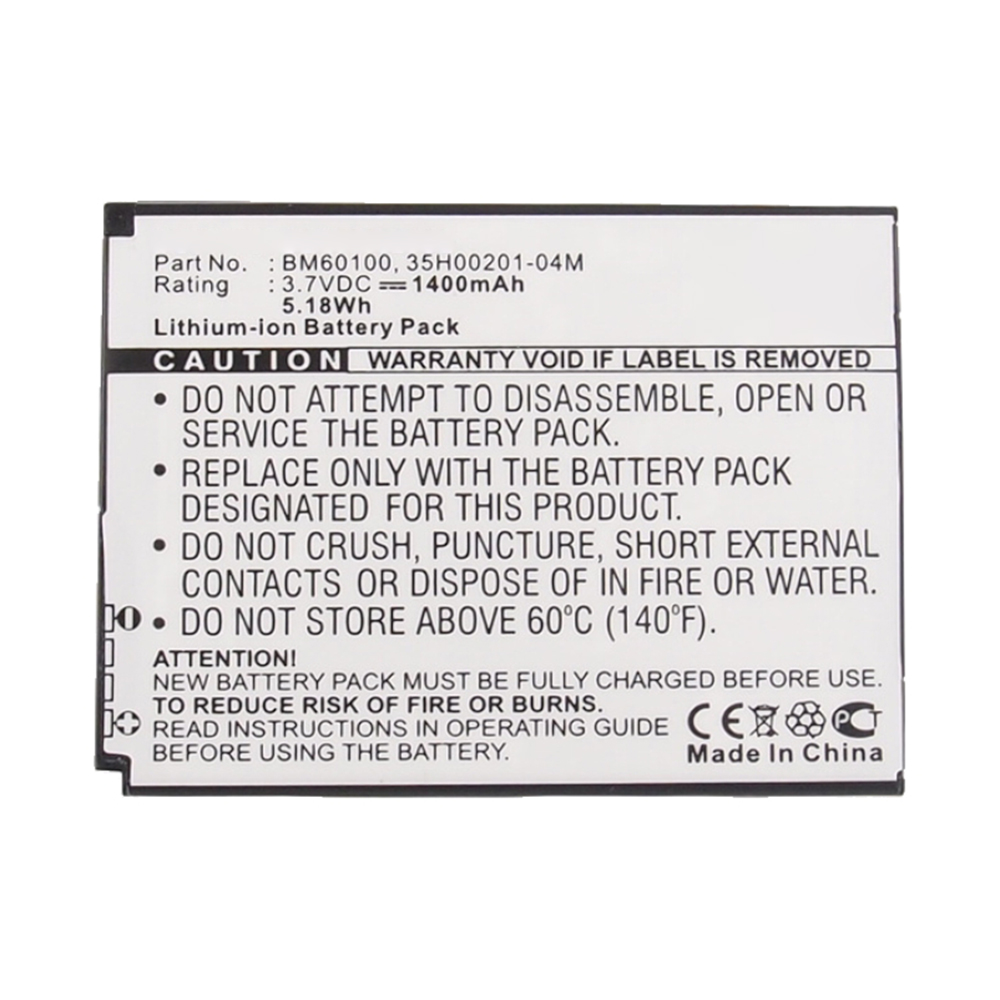 Part No. : BM60100, 35H00201-04M
Rating : 3.7VDC ⎓ 1400mAh
5.18Wh
Lithium-ion Battery Pack
CAUTION WARRANTY VOID IF LABEL IS REMOVED
• DO NOT ATTEMPT TO DISASSEMBLE, OPEN OR
SERVICE THE BATTERY PACK.
• REPLACE ONLY WITH THE BATTERY PACK
DESIGNATED FOR THIS PRODUCT.
• DO NOT CRUSH, PUNCTURE, SHORT EXTERNAL
CONTACTS OR DISPOSE OF IN FIRE OR WATER.
• DO NOT STORE ABOVE 60°C (140°F).
ATTENTION!
NEW BATTERY PACK MUST BE FULLY CHARGED BEFORE USE.
TO REDUCE RISK OF FIRE OR BURNS.
READ INSTRUCTIONS IN OPERATING GUIDE
BEFORE USING THE BATTERY.
CE PCT
Made In China